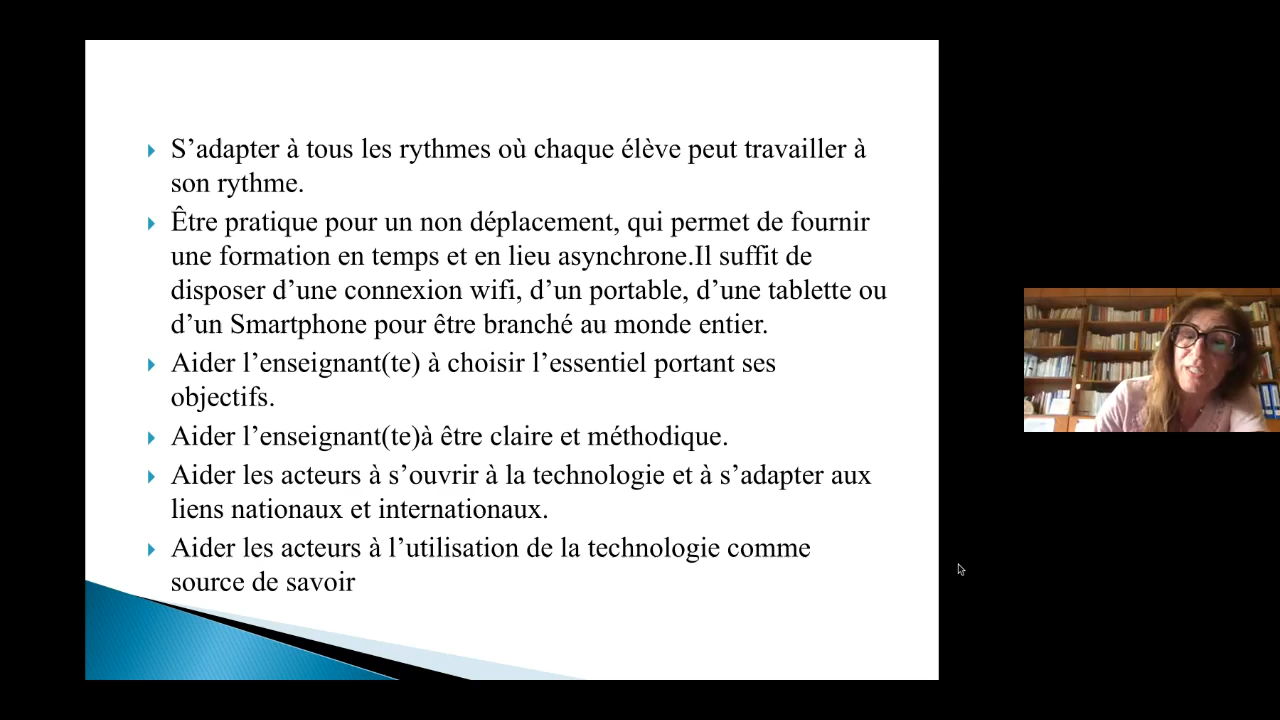 S’adapter à tous les rythmes où chaque élève peut travailler à
son rythme.
Être pratique pour un non déplacement, qui permet de fournir
une formation en temps et en lieu asynchrone.Il suffit de
disposer d’une connexion wifi, d’un portable, d’une tablette ou
d’un Smartphone pour être branché au monde entier.
Aider l’enseignant(te) à choisir l’essentiel portant ses
objectifs.
Aider l’enseignant(te)à être claire et méthodique.
Aider les acteurs à s’ouvrir à la technologie et à s’adapter aux
liens nationaux et internationaux.
Aider les acteurs à l’utilisation de la technologie comme
source de savoir